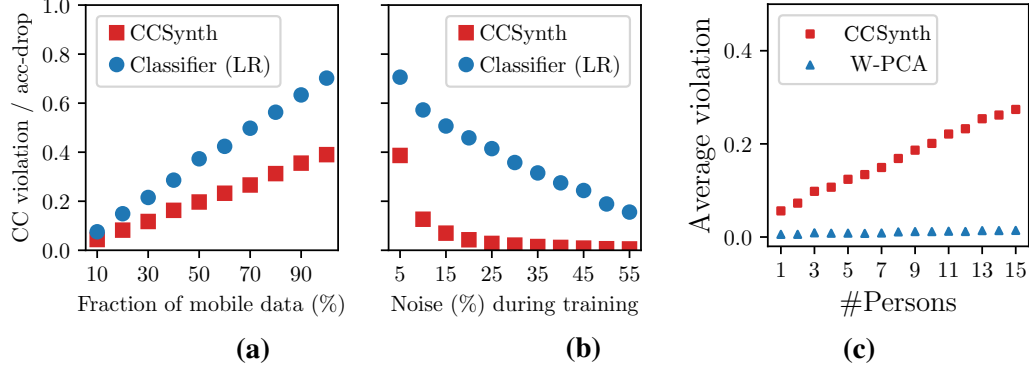 CC violation / acc-drop
1.0
0.8
0.6
0.4
0.2
0.0
CCSynth
Classifier (LR)
10 30 50 70 90
Fraction of mobile data (%)
(a)
CCSynth
Classifier (LR)
5 15 25 35 45 55
Noise (%) during training
(b)
Average violation
0.4
0.2
0.0
CCSynth
W-PCA
1 3 5 7 9 11 13 15
#Persons
(c)